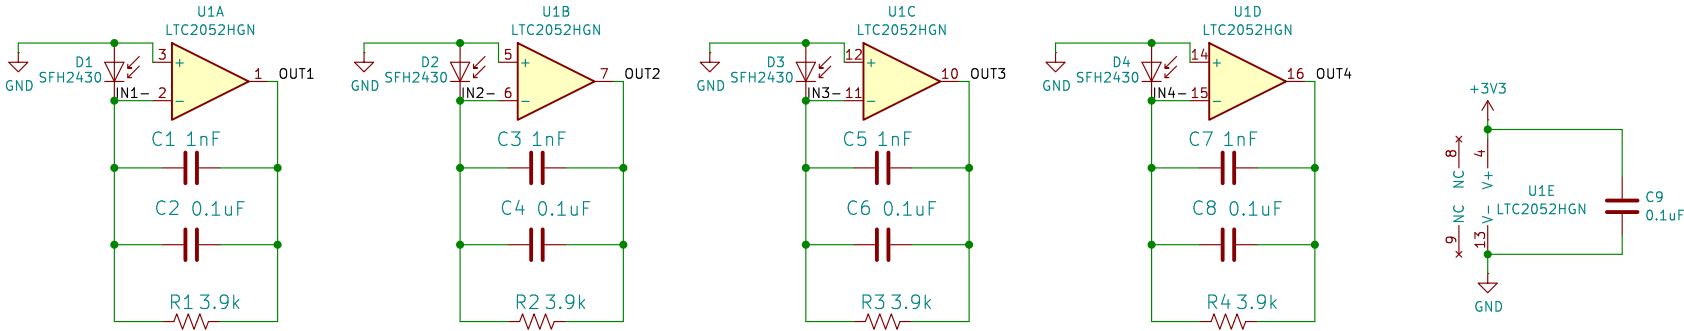 U1A
LTC2052HGN
D1
SFH2430
GND
3
+
1
OUT1
IN1-
2
−
C1 1nF
C2 0.1uF
R1 3.9k
U1B
LTC2052HGN
D2
SFH2430
GND
5
+
7
OUT2
IN2-
6
−
C3 1nF
C4 0.1uF
R2 3.9k
U1C
LTC2052HGN
D3
SFH2430
GND
12
+
10
OUT3
IN3-
11
−
C5 1nF
C6 0.1uF
R3 3.9k
U1D
LTC2052HGN
D4
SFH2430
GND
14
+
16
OUT4
IN4-
15
−
C7 1nF
C8 0.1uF
R4 3.9k
+3V3
8
NC
4
V+
U1E
LTC2052HGN
NC
9
V-
13
GND
C9
0.1uF